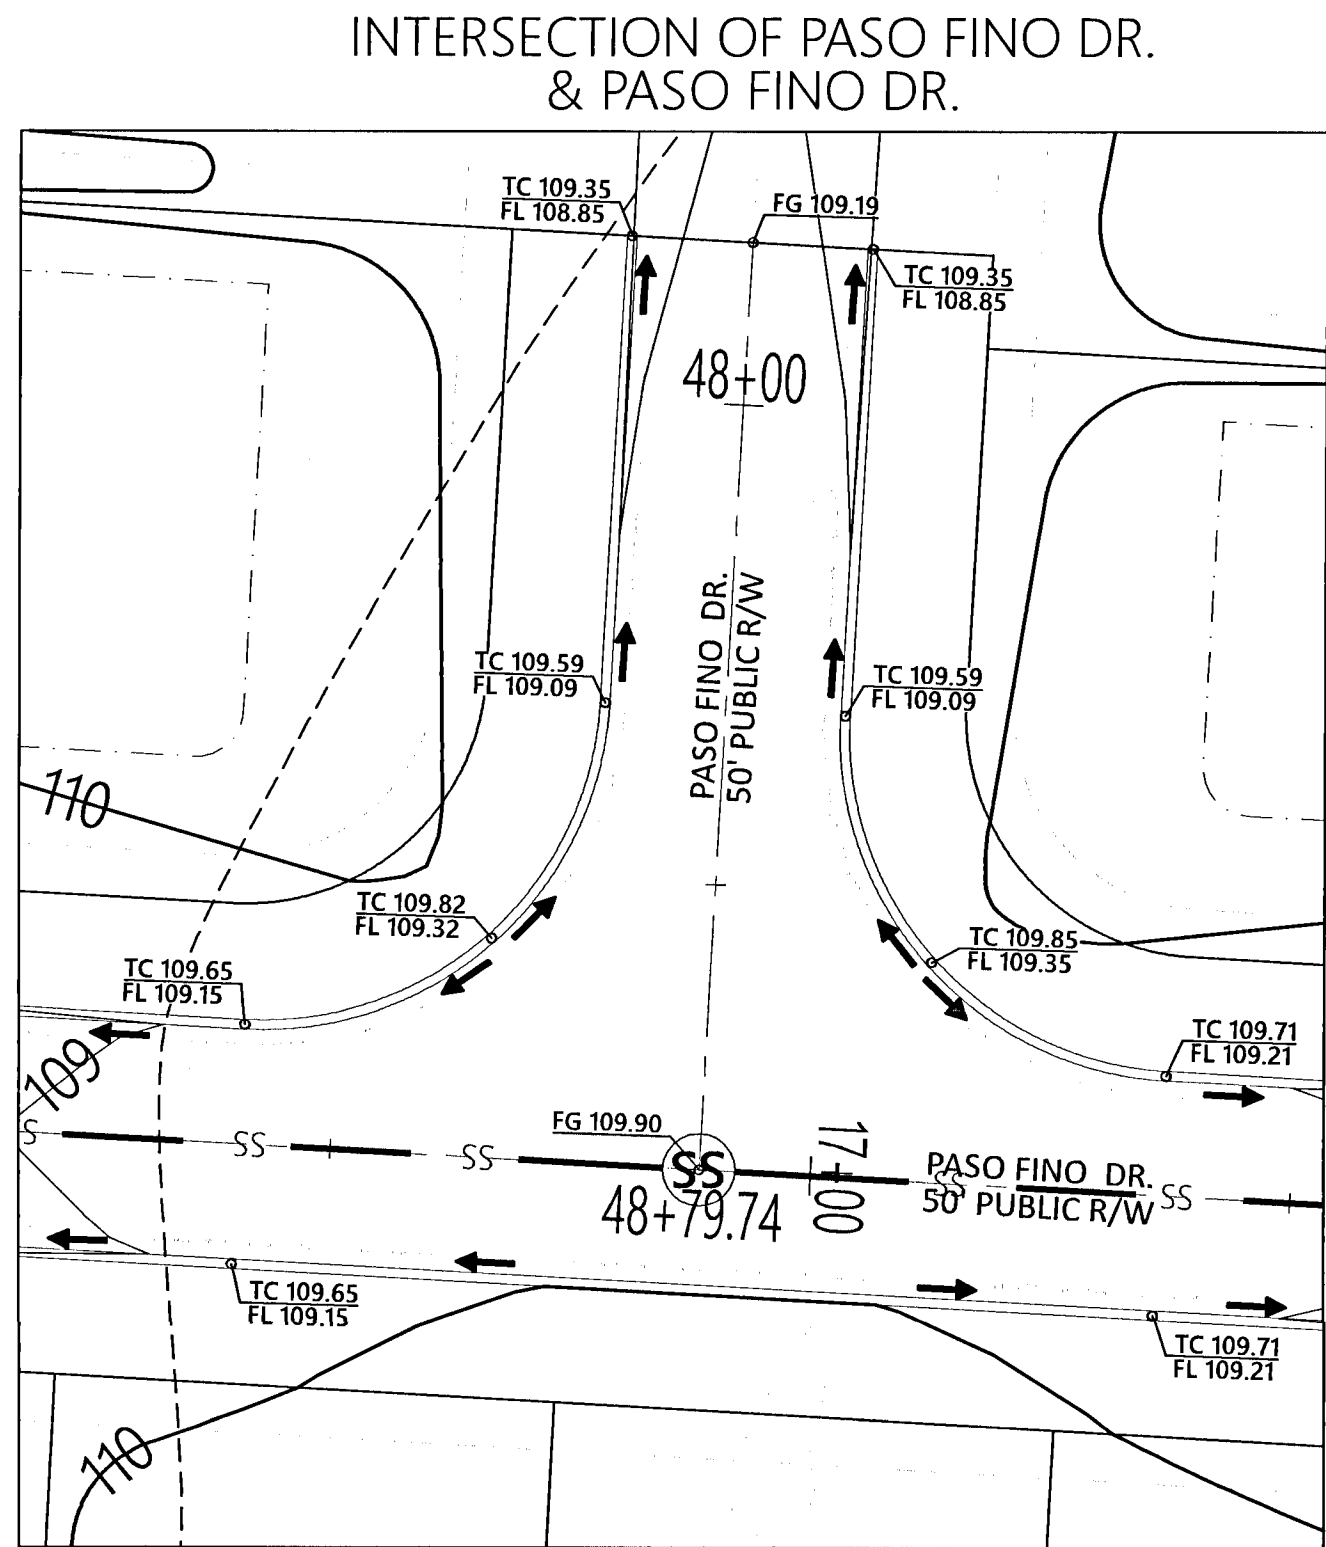 INTERSECTION OF PASO FINO DR.
& PASO FINO DR.
TC 109.35
FL 108.85
FG 109.19
TC 109.35
FL 108.85
48+00
PASO FINO DR.
50' PUBLIC R/W
TC 109.59
FL 109.09
TC 109.59
FL 109.09
110
TC 109.82
FL 109.32
TC 109.85
FL 109.35
TC 109.65
FL 109.15
TC 109.71
FL 109.21
109
FG 109.90
S
SS
SS
SS
SS
SS
17+00
48+79.74
PASO FINO DR.
50' PUBLIC R/W
TC 109.65
FL 109.15
TC 109.71
FL 109.21
110